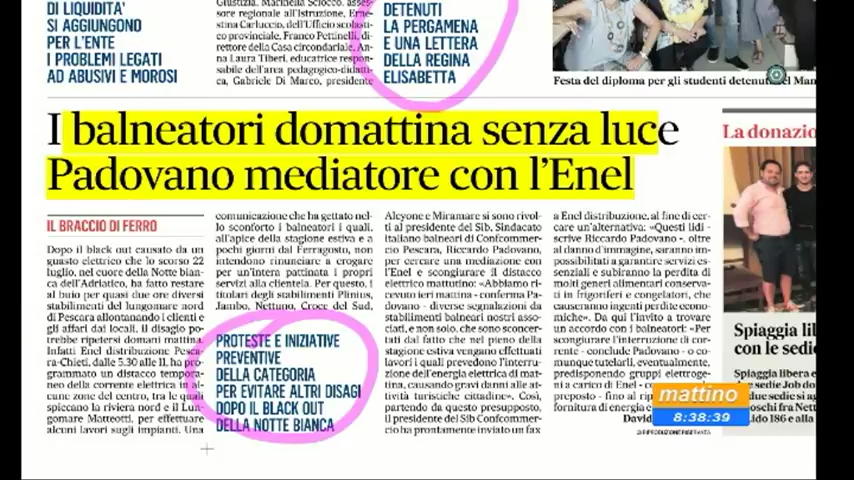 DI LIQUIDITA'
SI AGGIUNGONO
PER L'ENTE
I PROBLEMI LEGATI
AD ABUSIVI E MOROSI
Giustizia, Marinella Sclocco, asses-
sore regionale all'Istruzione, Erne-
stina Carluccio, dell'Ufficio scolasti-
co provinciale, Franco Pettinelli, di-
rettore della Casa circondariale, An-
na Laura Tiberi, educatrice respon-
sabile dell'area pedagogico-didatti-
ca, Gabriele Di Marco, presidente
DETENUTI
LA PERGAMENA
E UNA LETTERA
DELLA REGINA
ELISABETTA
Festa del diploma per gli studenti detenuti
I balneatori domattina senza luce
Padovano mediatore con l'Enel
IL BRACCIO DI FERRO
Dopo il black out causato da un
guasto elettrico che lo scorso 22
luglio, nel cuore della Notte bian-
ca dell'Adriatico, ha fatto restare
al buio per quasi due ore diversi
stabilimenti del lungomare nord
di Pescara allontanando i clienti e
gli affari dai locali, il disagio po-
trebbe ripetersi domani mattina.
Infatti Enel distribuzione Pesca-
ra-Chieti, dalle 5.30 alle 11, ha pro-
grammato un distacco tempora-
neo della corrente elettrica in al-
cune zone del centro, tra le quali
spiccano la riviera nord e il Lun-
gomare Matteotti, per effettuare
alcuni lavori sugli impianti. Una
comunicazione che ha gettato nel-
lo sconforto i balneatori i quali,
all'apice della stagione estiva e a
pochi giorni dal Ferragosto, non
intendono rinunciare a erogare
per un'intera mattinata i propri
servizi alla clientela. Per questo, i
titolari degli stabilimenti Plinius,
Jambo, Nettuno, Croce del Sud,
PROTESTE E INIZIATIVE
PREVENTIVE
DELLA CATEGORIA
PER EVITARE ALTRI DISAGI
DOPO IL BLACK OUT
DELLA NOTTE BIANCA
Alcyone e Miramare si sono rivol-
ti al presidente del Sib, Sindacato
italiano balneari di Confcommer-
cio Pescara, Riccardo Padovano,
per cercare una mediazione con
l'Enel e scongiurare il distacco
elettrico mattutino: «Abbiamo ri-
cevuto ieri mattina - conferma Pa-
dovano - diverse segnalazioni da
stabilimenti balneari nostri asso-
ciati, e non solo, che sono sconcer-
tati dal fatto che nel pieno della
stagione estiva vengano effettuati
lavori i quali prevedono l'interru-
zione dell'energia elettrica di mat-
tina, causando gravi danni alle at-
tività turistiche cittadine». Così,
partendo da questo presupposto,
il presidente del Sib Confcommer-
cio ha prontamente inviato un fax
a Enel distribuzione, al fine di cer-
care un'alternativa: «Questi lidi -
scrive Riccardo Padovano -, oltre
al danno d'immagine, saranno im-
possibilitati a garantire servizi es-
senziali e subiranno la perdita di
molti generi alimentari conserva-
ti in frigoriferi e congelatori, che
causeranno ingenti perdite econo-
miche». Da qui l'invito a trovare
un accordo con i balneatori: «Per
scongiurare l'interruzione di cor-
rente - conclude Padovano - o co-
munque tutelarli, eventualmente,
predisponendo gruppi elettroge-
ni a carico di Enel -
preposto - fino al
fornitura di energia e
David
La donazio
Spiaggia lil
con le sedie
Spiaggia libera e
mattino
8:38:39